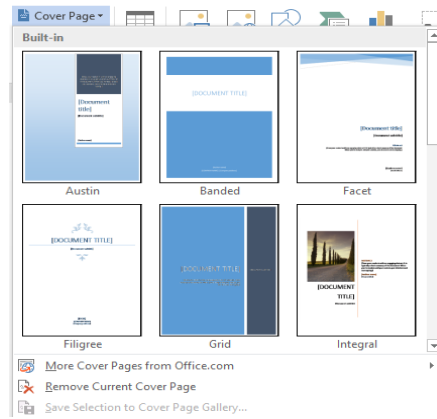 Cover Page
Built-in
[Document
title]
[DOCUMENT TITLE]
[Document title]
Austin
Banded
Facet
[DOCUMENT TITLE]
[DOCUMENT TITLE]
[DOCUMENT
TITLE]
Filigree
Grid
Integral
More Cover Pages from Office.com
Remove Current Cover Page
Save Selection to Cover Page Gallery...